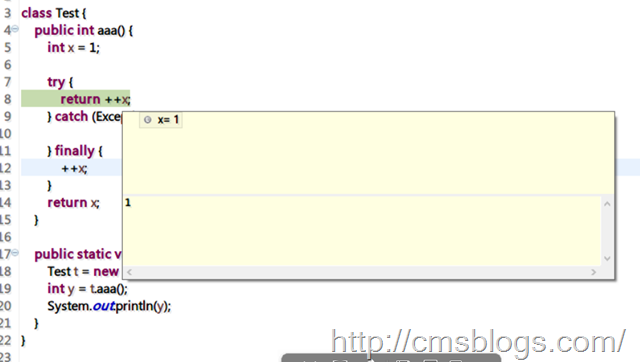 3 class Test {
4 public int aaa() {
5 int x = 1;
6
7 try {
8 return ++x;
9 } catch (Excep
10
11 } finally {
12 ++x;
13 }
14 return x;
15 }
16
17 public static v
18 Test t = new
19 int y = t.aaa();
20 System.out.println(y);
21 }
22 }
23
x= 1
1
http://cmsblogs.com/